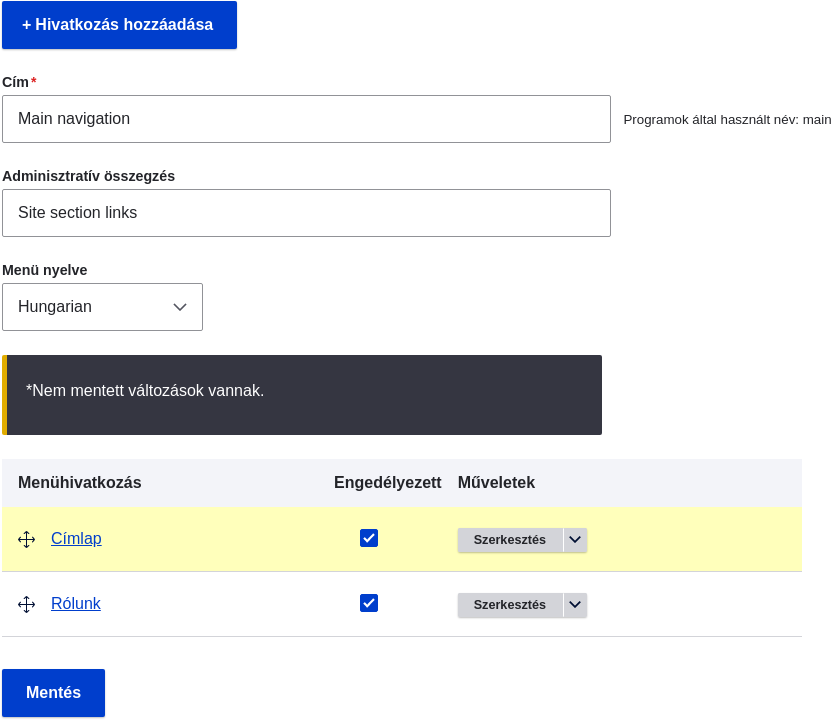 + Hivatkozás hozzáadása
Cím*
Main navigation
Programok által használt név: main
Adminisztratív összegzés
Site section links
Menü nyelve
Hungarian
*Nem mentett változások vannak.
Menühivatkozás Engedélyezett Műveletek
Címlap Szerkesztés
Rólunk Szerkesztés
Mentés